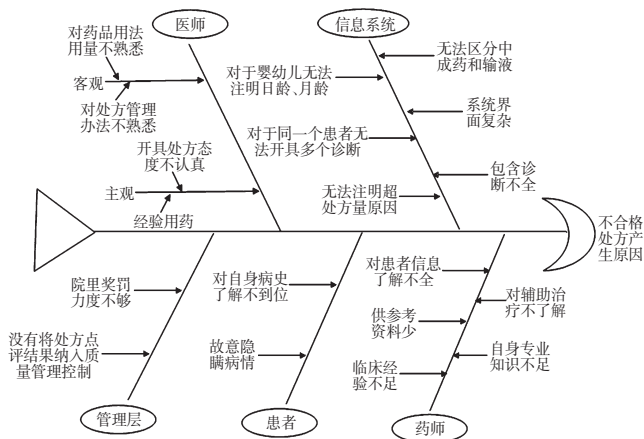 医师
对药品用法
用量不熟悉
客观
对处方管理
办法不熟悉
开具处方态
度不认真
主观
经验用药
信息系统
无法区分中
成药和输液
对于婴幼儿无法
注明日龄、月龄
系统界
面复杂
对于同一个患者无
法开具多个诊断
包含诊
断不全
无法注明超
处方量原因
不合格
处方产
生原因
院里奖罚
力度不够
没有将处方点
评结果纳入质
量管理控制
管理层
对自身病史
了解不到位
故意隐
瞒病情
患者
对患者信息
了解不全
对辅助治
疗不了解
供参考
资料少
自身专业
知识不足
临床经
验不足
药师